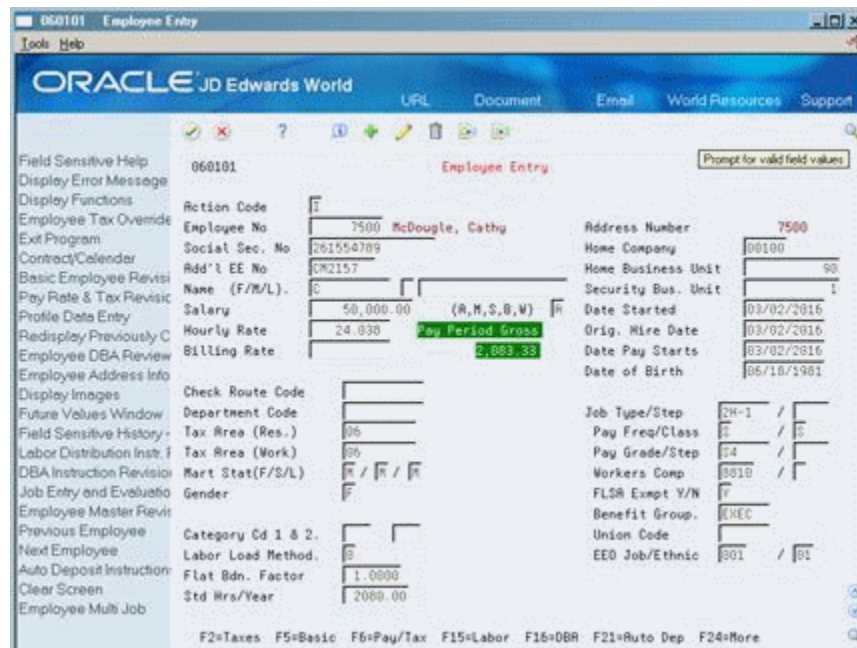 060101 Employee Entry
Tools Help
ORACLE JD Edwards World
URL Document Email World Resources Support
Prompt for valid field values
Field Sensitive Help
Display Error Message
Display Functions
Employee Tax Override
Exit Program
Contract/Calendar
Basic Employee Revisi
Pay Rate & Tax Revisic
Profile Data Entry
Redisplay Previously C
Employee DBA Review
Employee Address Info
Display Images
Future Values Window
Field Sensitive History -
Labor Distribution Instr. F
DBA Instruction Revision
Job Entry and Evaluatio
Employee Master Revis
Previous Employee
Next Employee
Auto Deposit Instruction
Clear Screen
Employee Multi Job
060101 Employee Entry
Action Code I
Employee No 7500 McDougle, Cathy Address Number 7500
Social Sec. No 261554789 Home Company 00100
Add'l EE No CM2157 Home Business Unit 90
Name (F/M/L). C Security Bus. Unit 1
Salary 50,000.00 (A,M,S,B,W) A Date Started 03/02/2016
Hourly Rate 24.038 Pay Period Gross Orig. Hire Date 03/02/2016
Billing Rate 2,083.33 Date Pay Starts 03/02/2016
Date of Birth 06/18/1981
Check Route Code
Department Code Job Type/Step 2H-1 /
Tax Area (Res.) 06 Pay Freq/Class S / S
Tax Area (Work) 06 Pay Grade/Step S4 /
Mart Stat(F/S/L) M / M / M Workers Comp 8810 /
Gender F FLSA Exmpt Y/N Y
Benefit Group. EXEC
Category Cd 1 & 2. Union Code
Labor Load Method. 0 EEO Job/Ethnic 001 / 01
Flat Bdn. Factor 1.0000
Std Hrs/Year 2080.00
F2=Taxes F5=Basic F6=Pay/Tax F15=Labor F16=DBA F21=Auto Dep F24=More